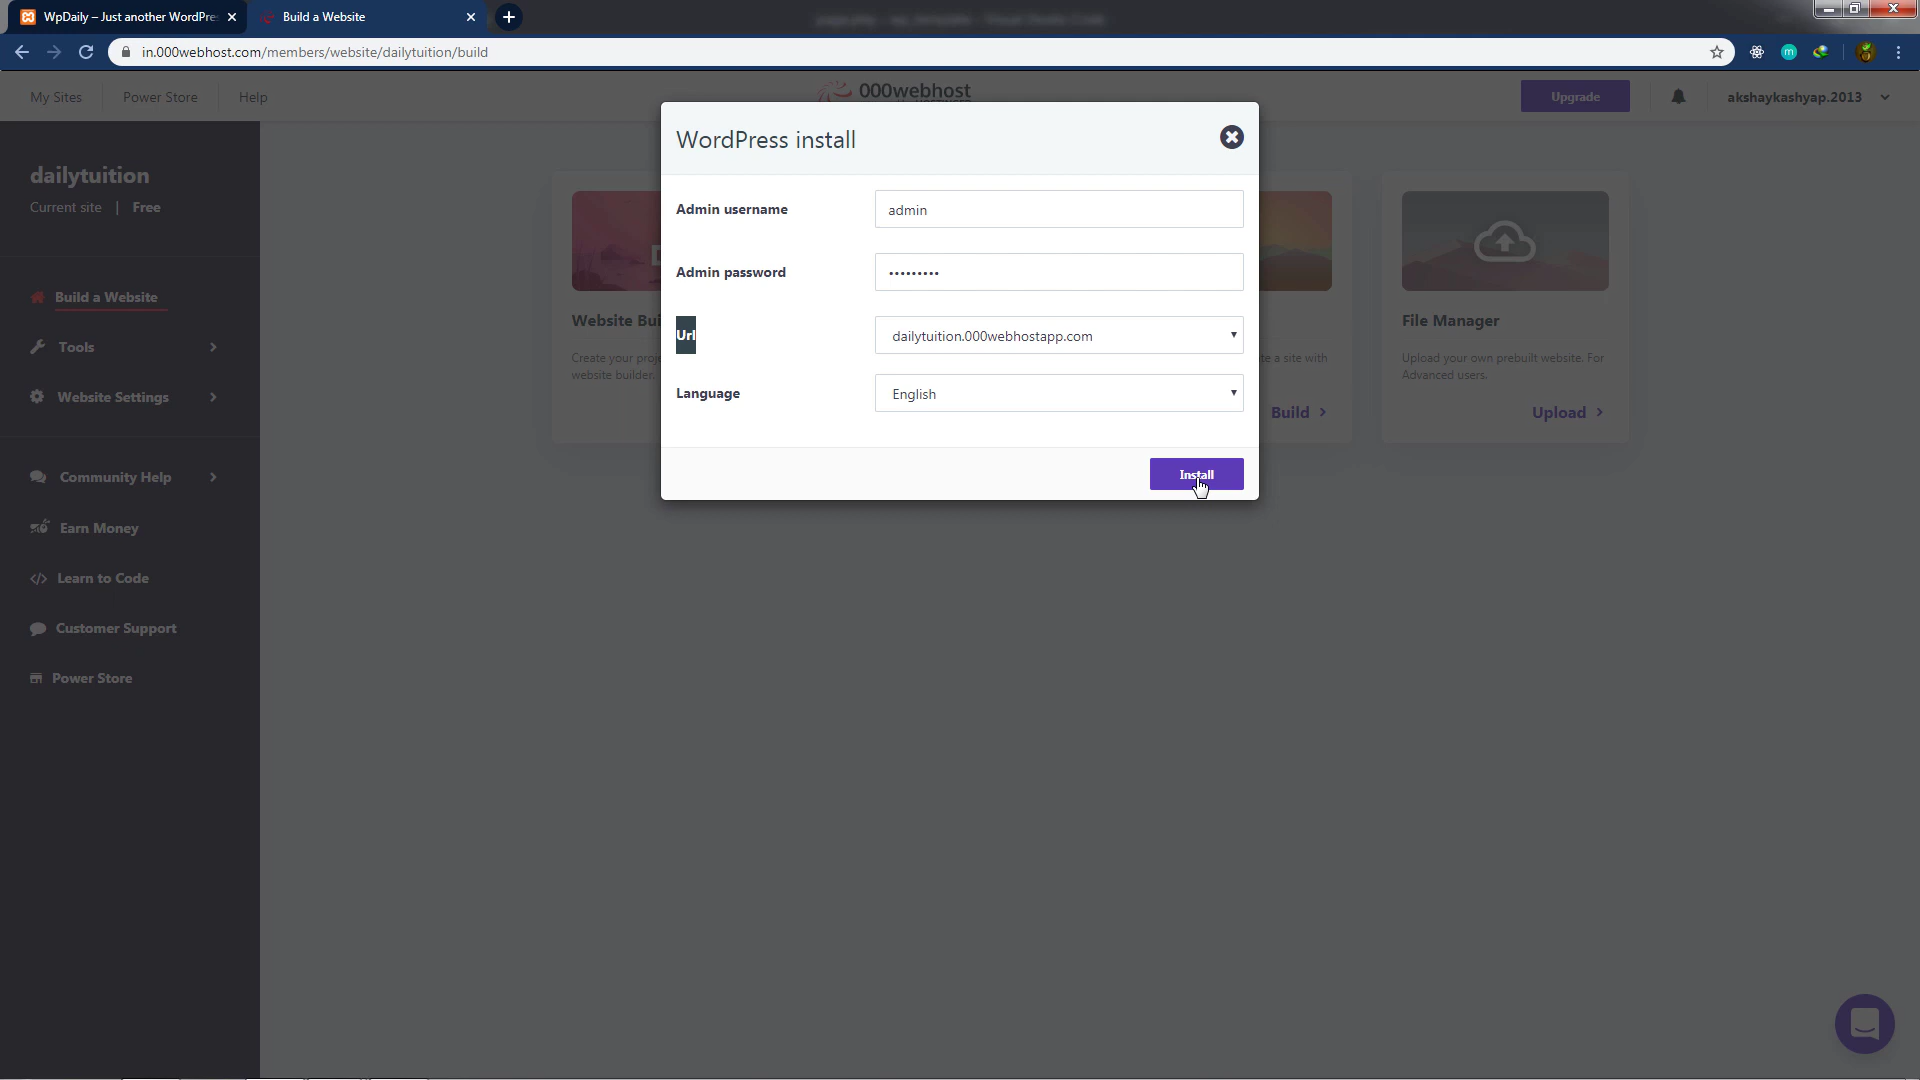 WpDaily – Just another WordPre
Build a Website
in.000webhost.com/members/website/dailytuition/build
My Sites
Power Store
Help
000webhost
Upgrade
akshaykashyap.2013
dailytuition
Current site | Free
Build a Website
Tools
Website Settings
Community Help
Earn Money
Learn to Code
Customer Support
Power Store
WordPress install
Admin username
admin
Admin password
•••••••••
Url
dailytuition.000webhostapp.com
Language
English
Install
Website Bui
Create your proj
website builder.
te a site with
Build
File Manager
Upload your own prebuilt website. For
Advanced users.
Upload